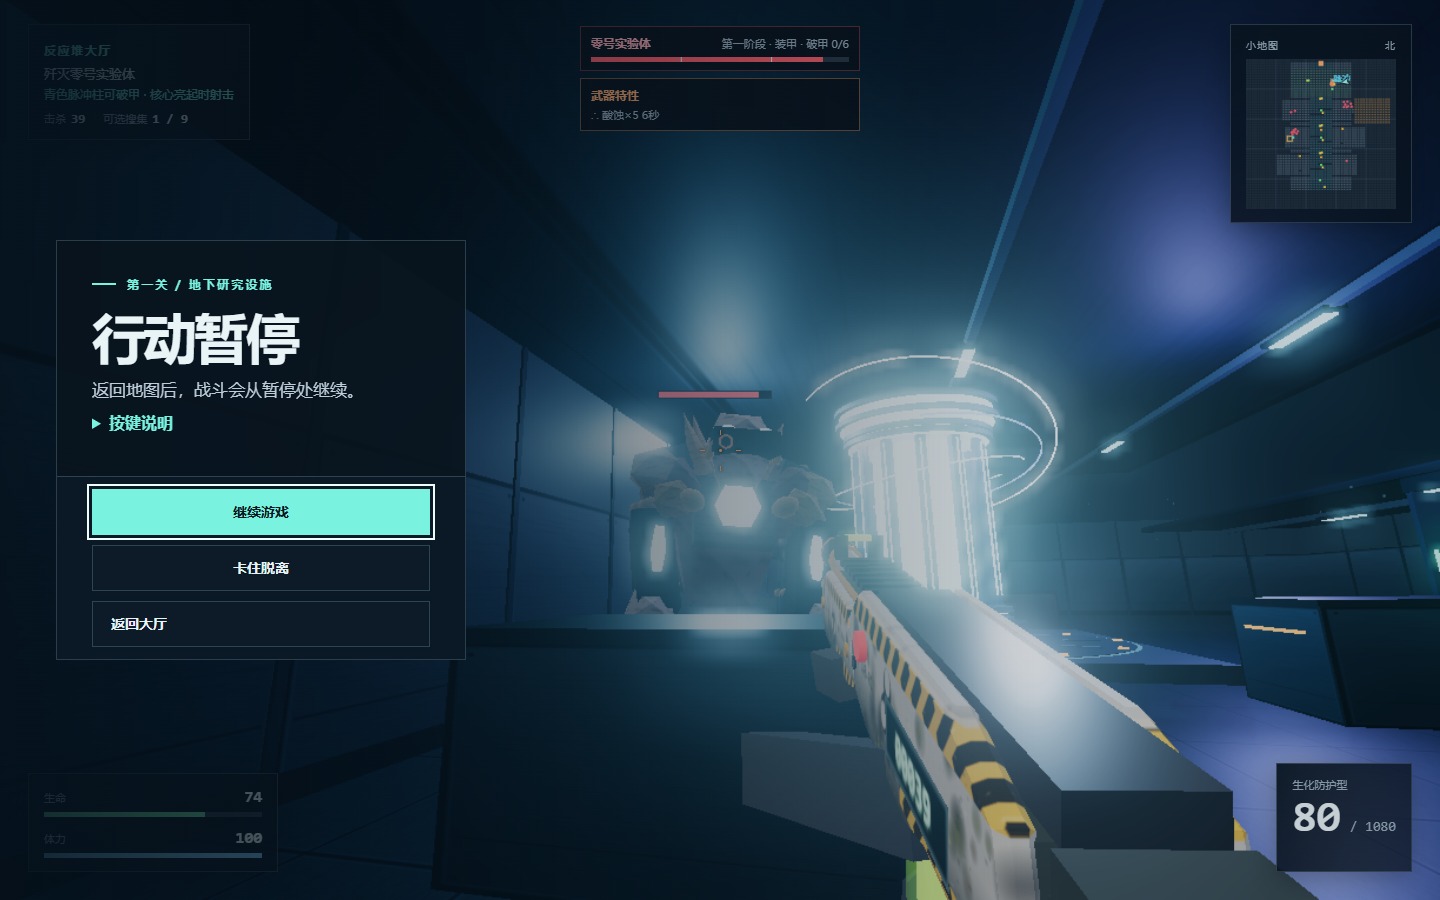 反应堆大厅
歼灭零号实验体
青色脉冲柱可破甲 · 核心亮起时射击
击杀 39 可选搜集 1 / 9
零号实验体 第一阶段 · 装甲 · 破甲 0/6
武器特性
∴ 酸蚀×5 6秒
小地图 北
第一关 / 地下研究设施
行动暂停
返回地图后，战斗会从暂停处继续。
▶ 按键说明
继续游戏
卡住脱离
返回大厅
生命 74
体力 100
生化防护型
80 / 1080